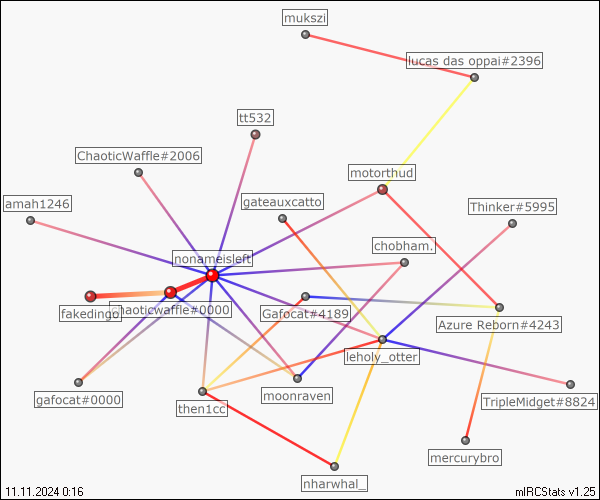 mukszi
lucas das oppai#2396
tt532
ChaoticWaffle#2006
motorthud
amah1246
gateauxcatto
Thinker#5995
chobham.
nonameisleft
fakedingo
chaoticwaffle#0000
Gafocat#4189
Azure Reborn#4243
leholy_otter
gafocat#0000
moonraven
then1cc
TripleMidget#8824
mercurybro
nharwhal_
11.11.2024 0:16
mIRCStats v1.25